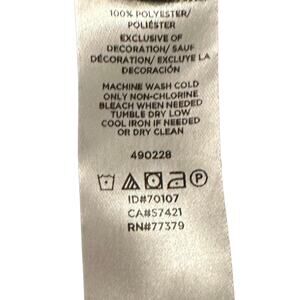 100% POLYESTER/
POLIÉSTER
EXCLUSIVE OF
DECORATION/ SAUF
DÉCORATION/ EXCLUYE LA
DECORACIÓN
MACHINE WASH COLD
ONLY NON-CHLORINE
BLEACH WHEN NEEDED
TUMBLE DRY LOW
COOL IRON IF NEEDED
OR DRY CLEAN
490228
P
ID#70107
CA#57421
RN#77379